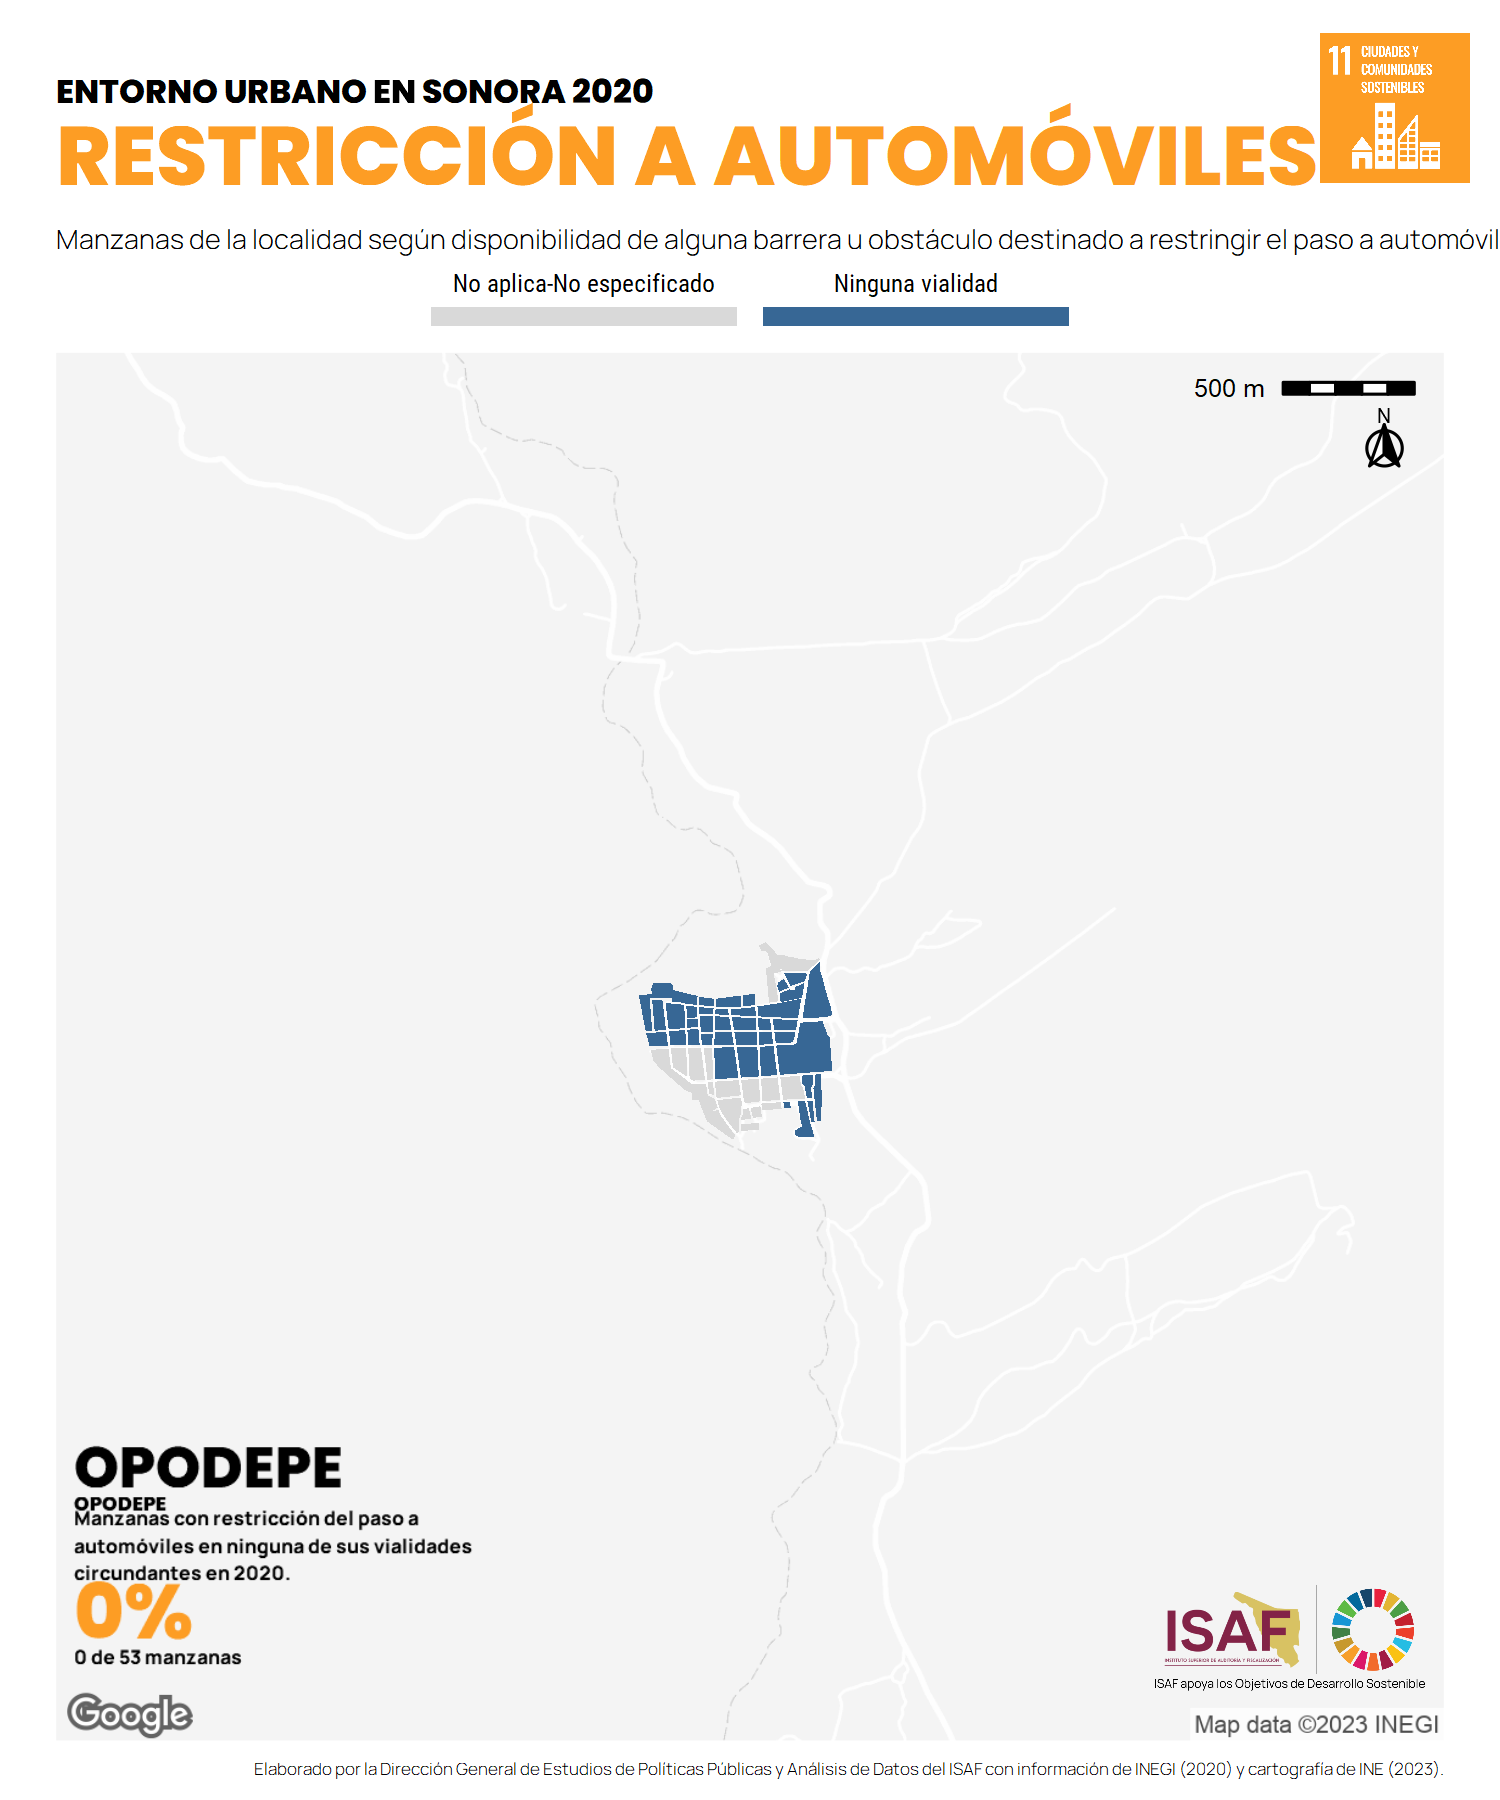 ENTORNO URBANO EN SONORA 2020
RESTRICCIÓN A AUTOMÓVILES
11 CIUDADES Y
COMUNIDADES
SOSTENIBLES
Manzanas de la localidad según disponibilidad de alguna barrera u obstáculo destinado a restringir el paso a automóvil
No aplica-No especificado
Ninguna vialidad
500 m
N
OPODEPE
OPODEPE
Manzanas con restricción del paso a
automóviles en ninguna de sus vialidades
circundantes en 2020.
0%
0 de 53 manzanas
Google
ISAF
INSTITUTO SUPERIOR DE AUDITORÍA Y FISCALIZACIÓN
ISAF apoya los Objetivos de Desarrollo Sostenible
Map data ©2023 INEGI
Elaborado por la Dirección General de Estudios de Políticas Públicas y Análisis de Datos del ISAF con información de INEGI (2020) y cartografía de INE (2023).